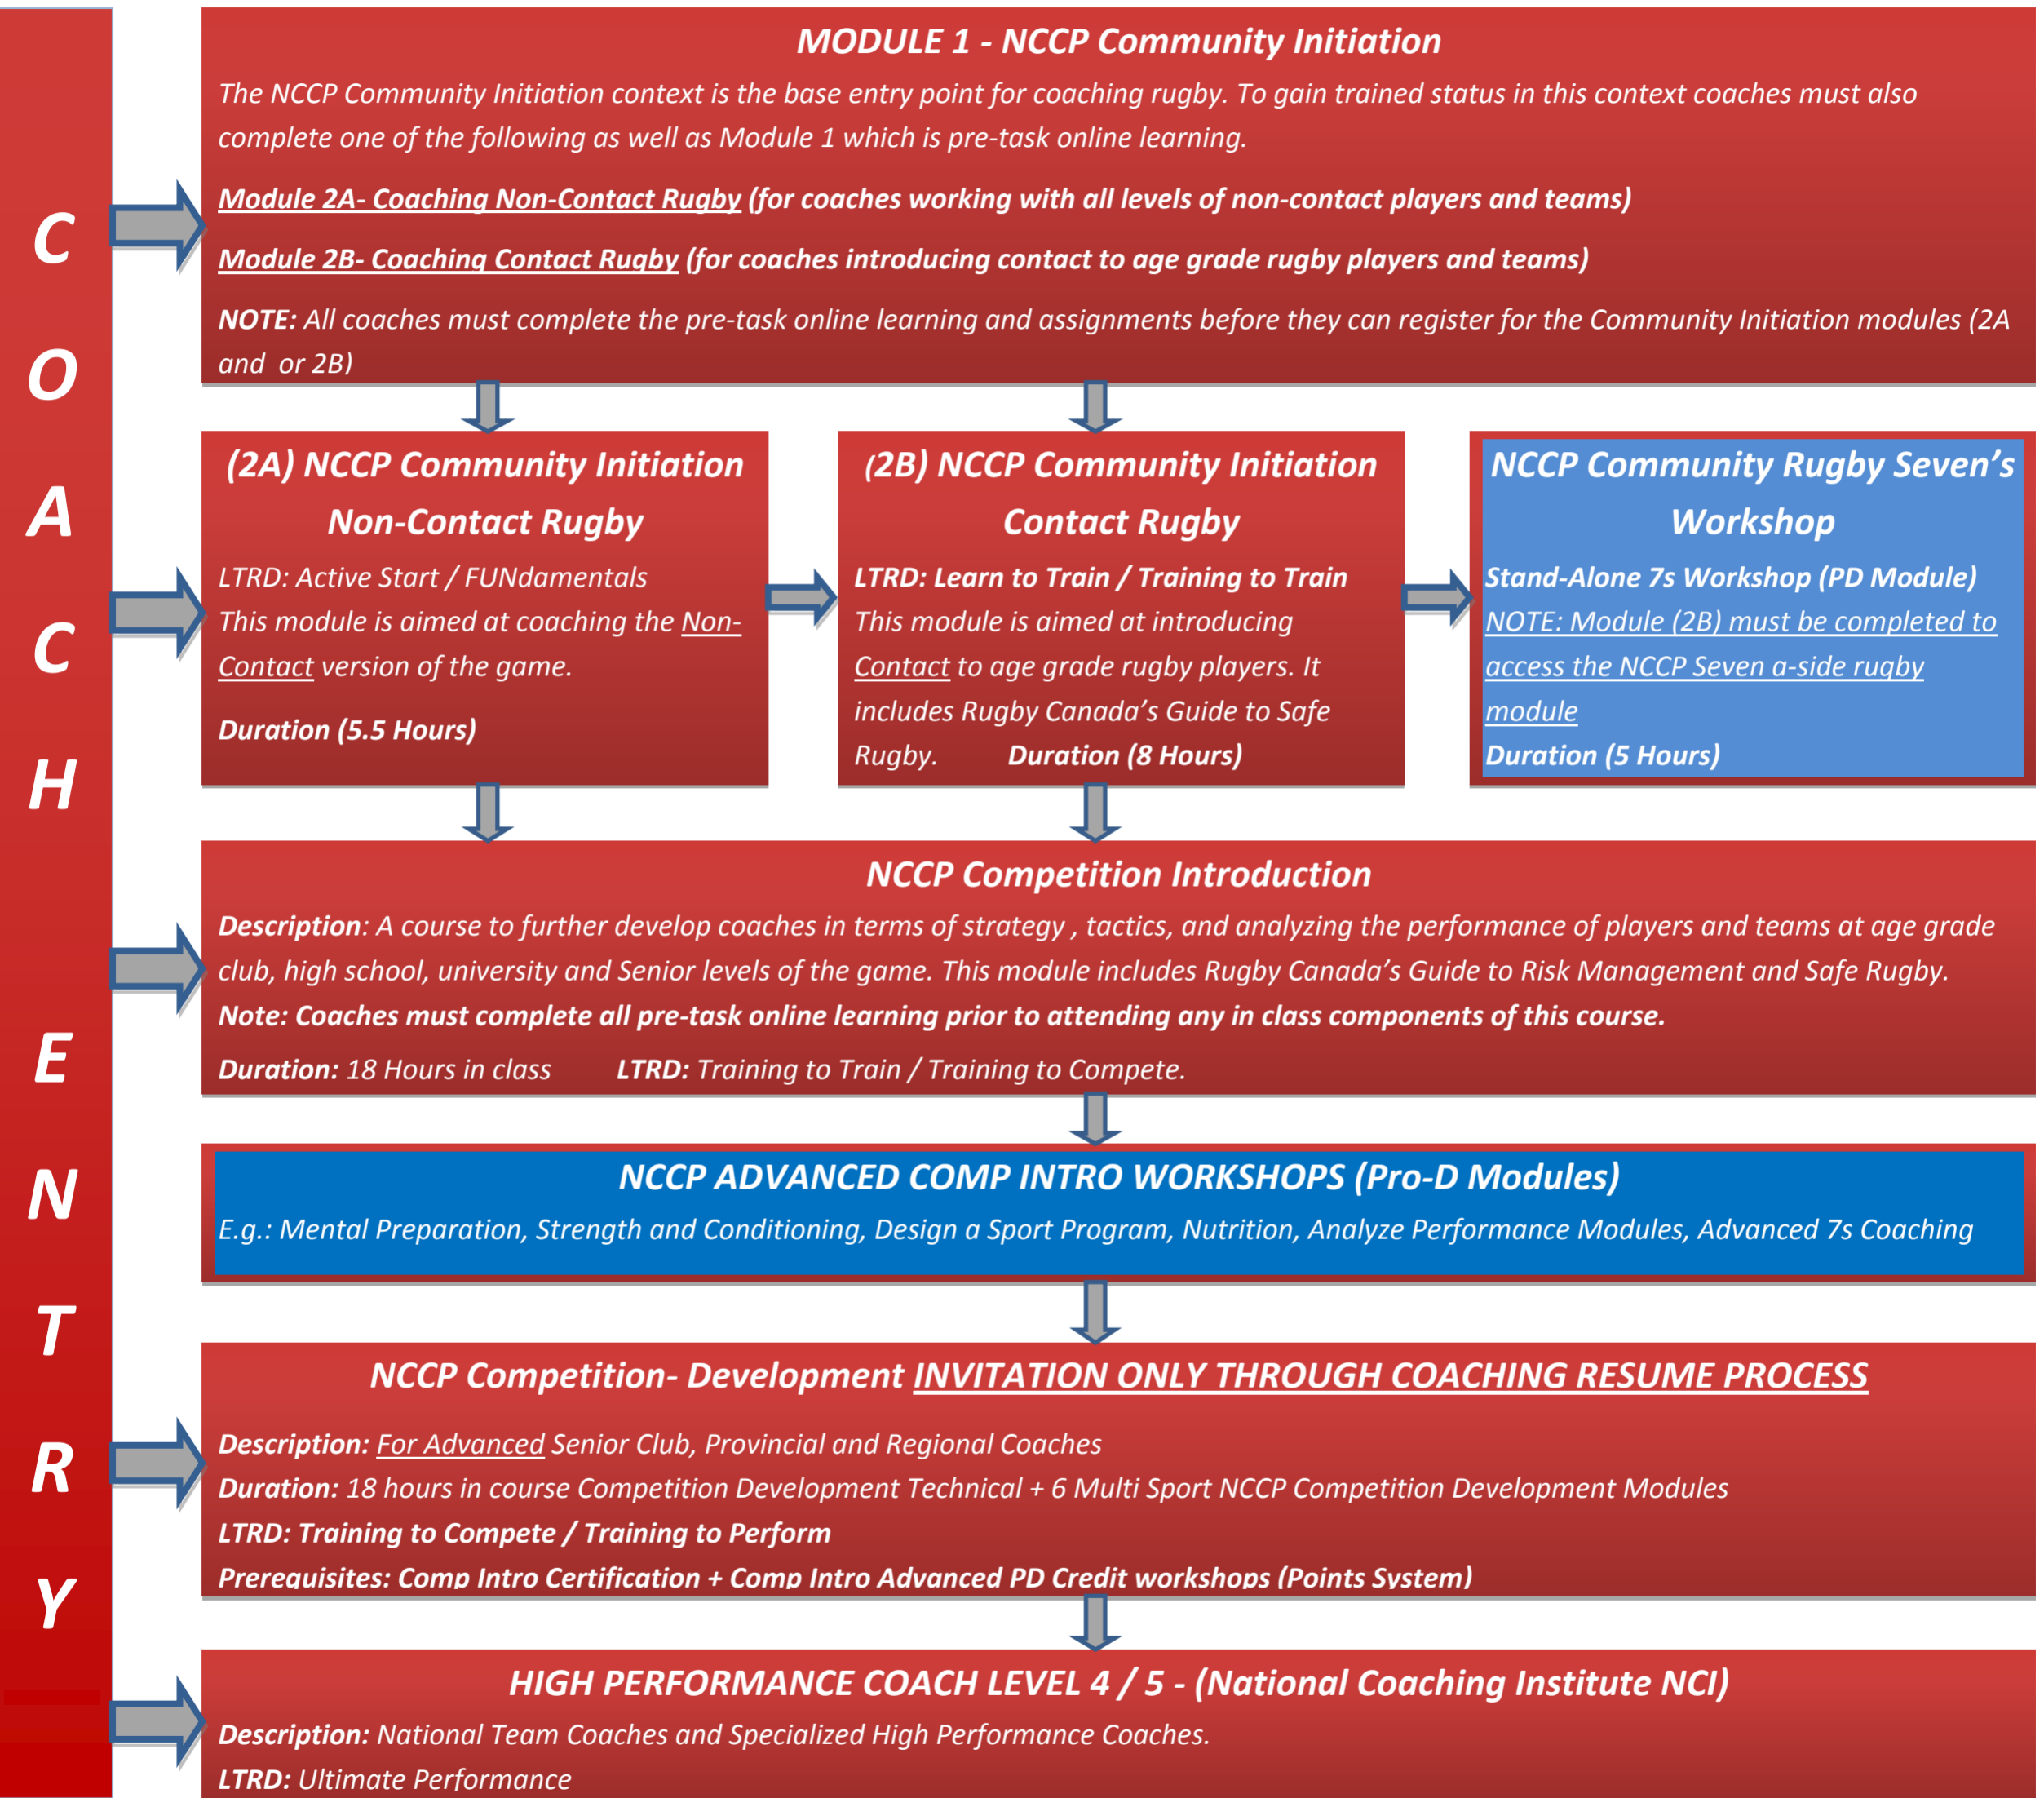 COACH ENTRY
MODULE 1 - NCCP Community Initiation
The NCCP Community Initiation context is the base entry point for coaching rugby. To gain trained status in this context coaches must also
complete one of the following as well as Module 1 which is pre-task online learning.
Module 2A- Coaching Non-Contact Rugby (for coaches working with all levels of non-contact players and teams)
Module 2B- Coaching Contact Rugby (for coaches introducing contact to age grade rugby players and teams)
NOTE: All coaches must complete the pre-task online learning and assignments before they can register for the Community Initiation modules (2A
and or 2B)
(2A) NCCP Community Initiation
Non-Contact Rugby
LTRD: Active Start / FUNdamentals
This module is aimed at coaching the Non-
Contact version of the game.
Duration (5.5 Hours)
(2B) NCCP Community Initiation
Contact Rugby
LTRD: Learn to Train / Training to Train
This module is aimed at introducing
Contact to age grade rugby players. It
includes Rugby Canada's Guide to Safe
Rugby. Duration (8 Hours)
NCCP Community Rugby Seven's
Workshop
Stand-Alone 7s Workshop (PD Module)
NOTE: Module (2B) must be completed to
access the NCCP Seven a-side rugby
module
Duration (5 Hours)
NCCP Competition Introduction
Description: A course to further develop coaches in terms of strategy , tactics, and analyzing the performance of players and teams at age grade
club, high school, university and Senior levels of the game. This module includes Rugby Canada's Guide to Risk Management and Safe Rugby.
Note: Coaches must complete all pre-task online learning prior to attending any in class components of this course.
Duration: 18 Hours in class LTRD: Training to Train / Training to Compete.
NCCP ADVANCED COMP INTRO WORKSHOPS (Pro-D Modules)
E.g.: Mental Preparation, Strength and Conditioning, Design a Sport Program, Nutrition, Analyze Performance Modules, Advanced 7s Coaching
NCCP Competition- Development INVITATION ONLY THROUGH COACHING RESUME PROCESS
Description: For Advanced Senior Club, Provincial and Regional Coaches
Duration: 18 hours in course Competition Development Technical + 6 Multi Sport NCCP Competition Development Modules
LTRD: Training to Compete / Training to Perform
Prerequisites: Comp Intro Certification + Comp Intro Advanced PD Credit workshops (Points System)
HIGH PERFORMANCE COACH LEVEL 4 / 5 - (National Coaching Institute NCI)
Description: National Team Coaches and Specialized High Performance Coaches.
LTRD: Ultimate Performance